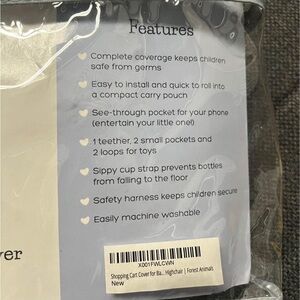 Features
Complete coverage keeps children
safe from germs
Easy to install and quick to roll into
a compact carry pouch
See-through pocket for your phone
(entertain your little one!)
1 teether, 2 small pockets and
2 loops for toys
Sippy cup strap prevents bottles
from falling to the floor
Safety harness keeps children secure
Easily machine washable
ver
X001FWLCWN
Shopping Cart Cover for Ba... Highchair | Forest Animals
New